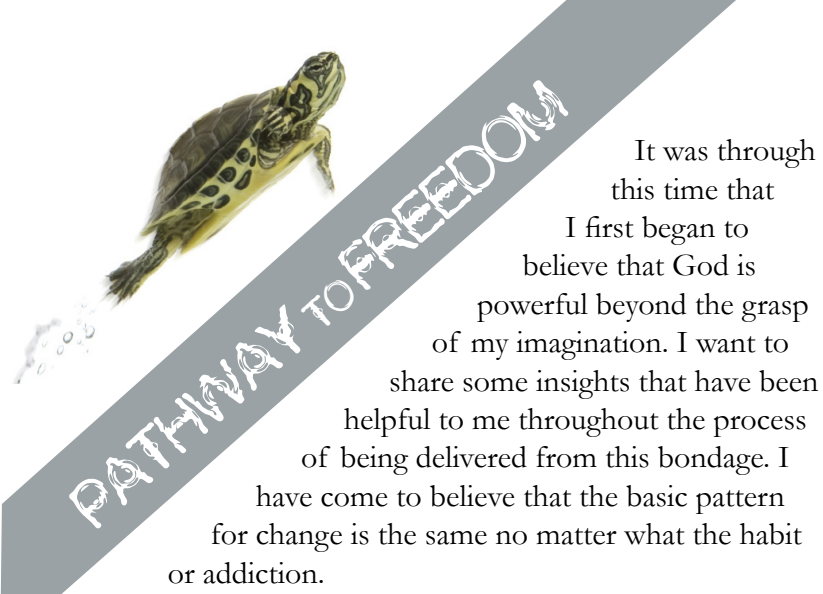 PATHWAY TO FREEDOM
It was through
this time that
I first began to
believe that God is
powerful beyond the grasp
of my imagination. I want to
share some insights that have been
helpful to me throughout the process
of being delivered from this bondage. I
have come to believe that the basic pattern
for change is the same no matter what the habit
or addiction.